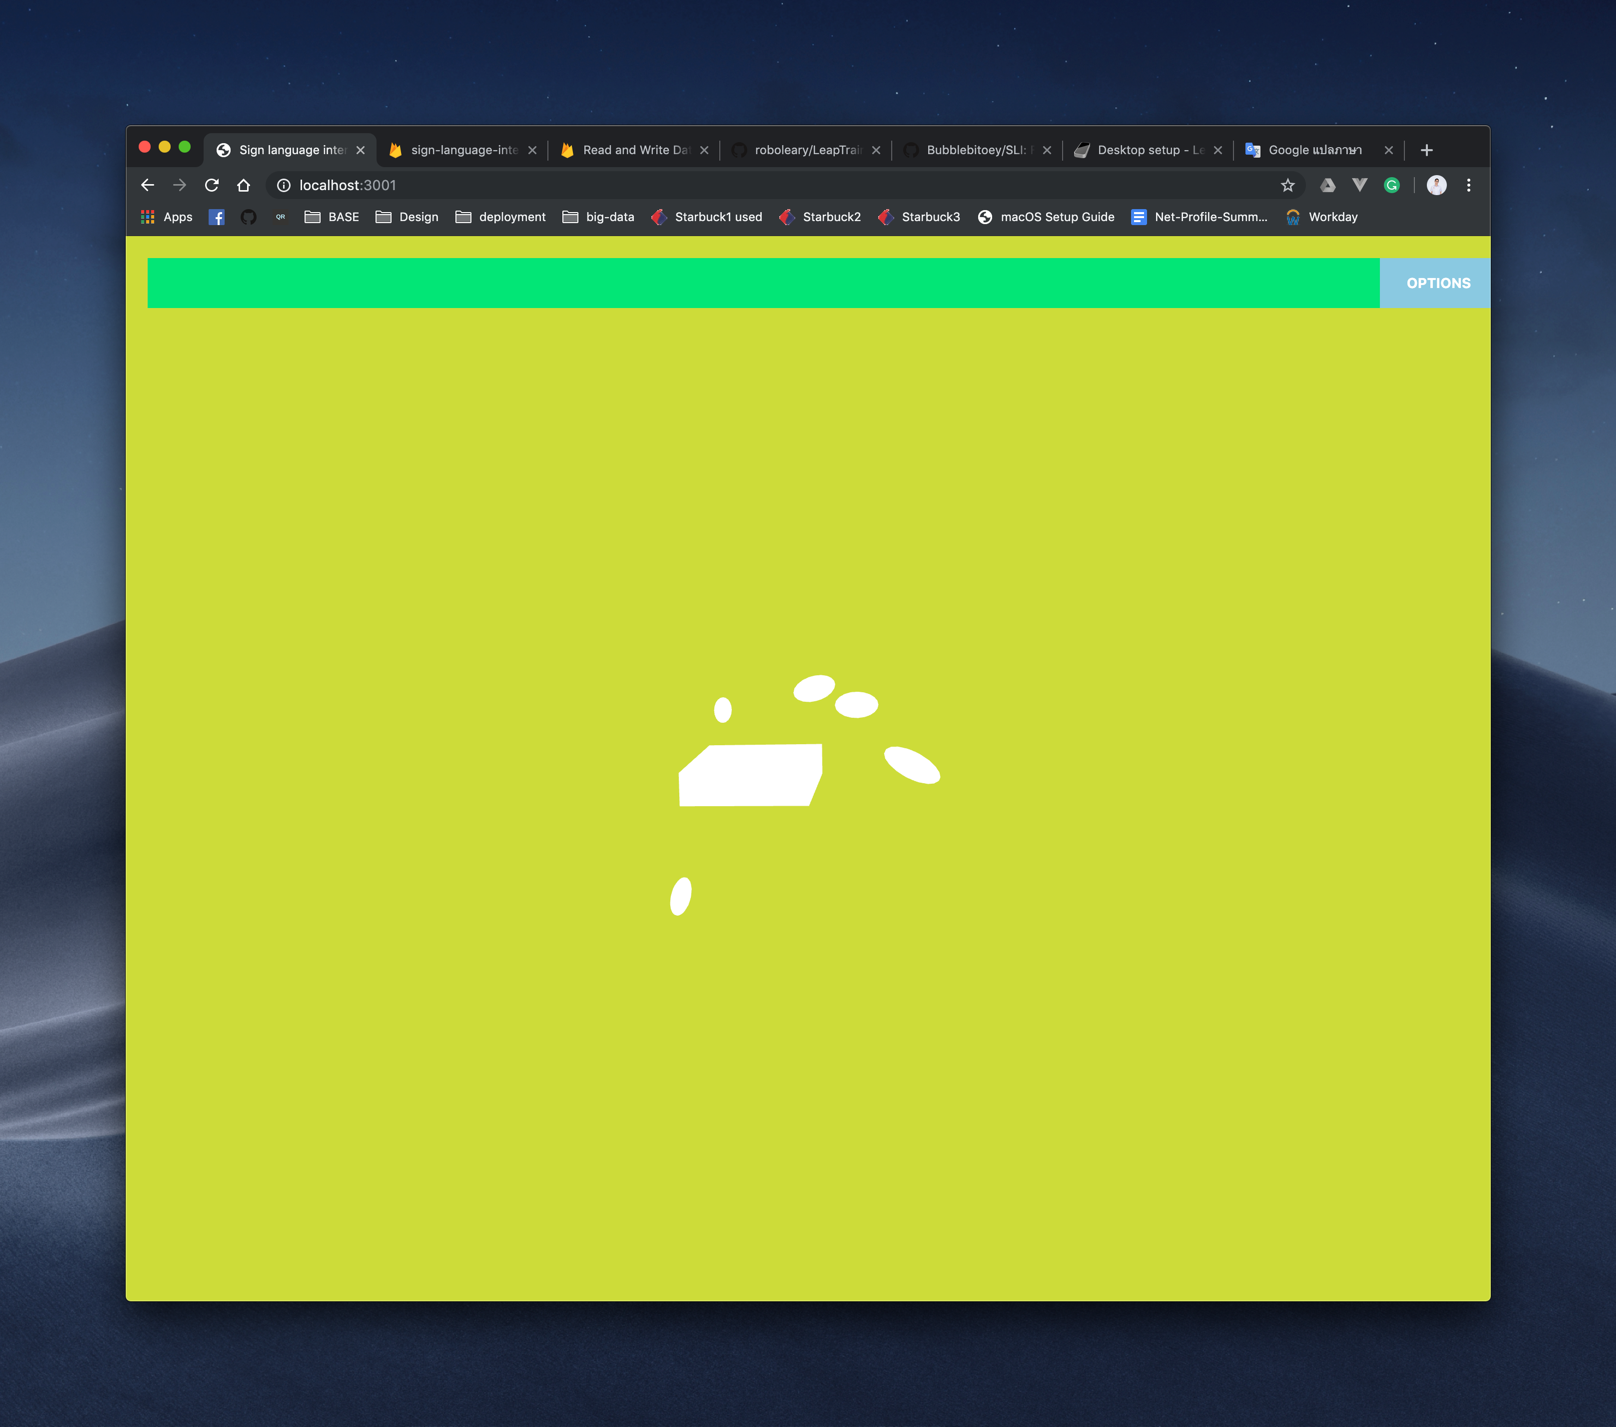 Sign language inte
sign-language-inte
Read and Write Da
roboleary/LeapTrai
Bubblebitoey/SLI:
Desktop setup - Le
Google แปลภาษา
localhost:3001
Apps
QR
BASE
Design
deployment
big-data
Starbuck1 used
Starbuck2
Starbuck3
macOS Setup Guide
Net-Profile-Summ...
Workday
OPTIONS